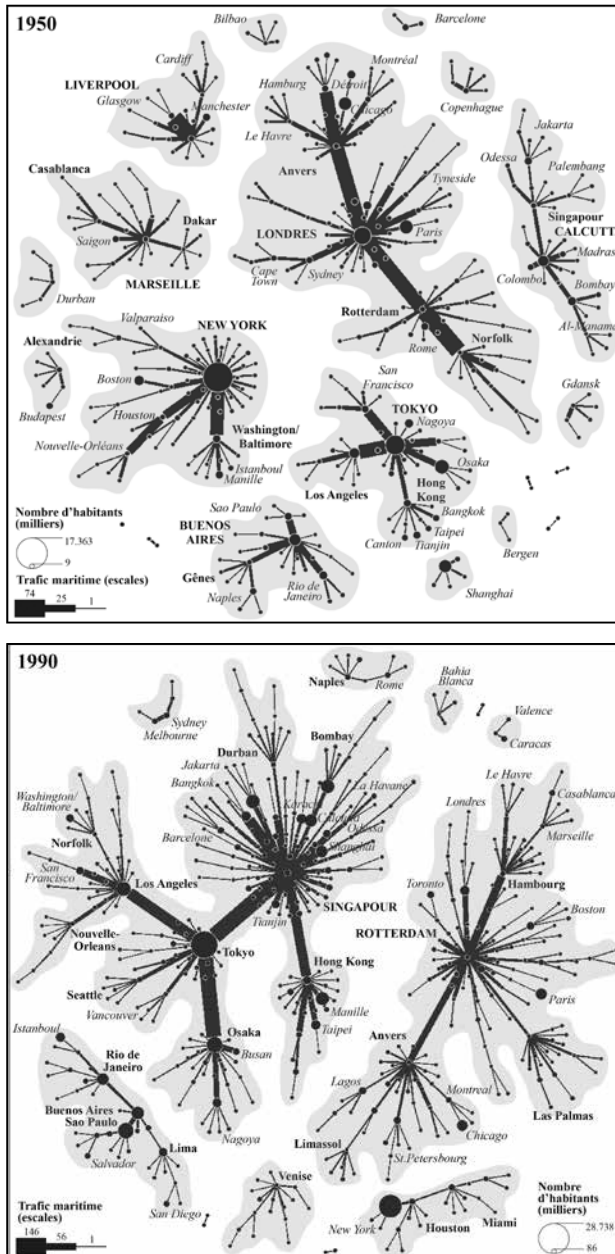 1950
Bilbao
Barcelone
Cardiff
Détroit
Montréal
Hamburg
LIVERPOOL
Glasgow
Manchester
Chicago
Copenhague
Le Havre
Jakarta
Anvers
Tyneside
Odessa
Palembang
Casablanca
Dakar
Saigon
LONDRES
Paris
Singapour
CALCUTT
Madras
Cape
Town
Sydney
Colombo
Bombay
MARSEILLE
Durban
Valparaiso
NEW YORK
Rotterdam
Rome
Norfolk
Al-Manama
Alexandrie
Boston
San
Francisco
TOKYO
Gdansk
Budapest
Houston
Nagoya
Nouvelle-Orléans
Washington/
Baltimore
Istanboul
Manille
Los Angeles
Osaka
Hong
Kong
Nombre d'habitants
(milliers)
17.363
9
Sao Paulo
BUENOS
AIRES
Bangkok
Taipei
Tianjin
Canton
Bergen
Trafic maritime (escales)
74 25 1
Gênes
Naples
Rio de
Janeiro
Shanghai
1990
Naples
Rome
Bahia
Blanca
Sydney
Melbourne
Valence
Caracas
Durban
Bombay
Jakarta
Bangkok
La Havane
Le Havre
Casablanca
Londres
Washington/
Baltimore
Karachi
Calcutta
Odessa
Marseille
Norfolk
Barcelone
Shanghai
San
Francisco
Los Angeles
Hambourg
Toronto
Boston
Tianjin
SINGAPOUR
ROTTERDAM
Nouvelle-
Orleans
Tokyo
Hong Kong
Paris
Seattle
Vancouver
Manille
Taipei
Istanboul
Osaka
Busan
Anvers
Rio de
Janeiro
Lagos
Montreal
Las Palmas
Buenos Aires
Sao Paulo
Lima
Nagoya
Limassol
Chicago
Salvador
St.Petersbourg
Venise
San Diego
Trafic maritime
(escales)
146 56 1
New York
Houston
Miami
Nombre
d'habitants
(milliers)
28.738
86